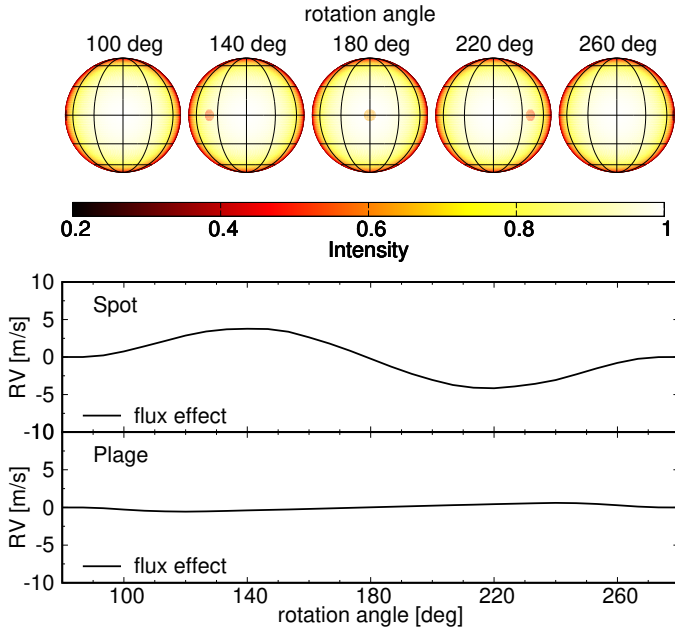 rotation angle
100 deg 140 deg 180 deg 220 deg 260 deg
0.2 0.4 0.6 0.8 1
Intensity
10
Spot
5
0
RV [m/s]
-5
flux effect
-10
Plage
5
0
RV [m/s]
-5
flux effect
-10
100 140 180 220 260
rotation angle [deg]